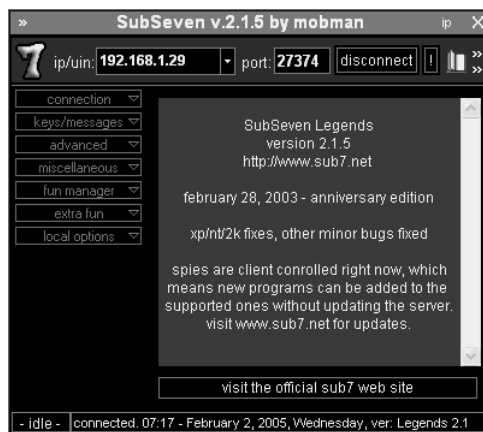 » SubSeven v.2.1.5 by mobman ip X
7 ip/uin: 192.168.1.29 port: 27374 disconnect ! »
connection
keys/messages
advanced
miscellaneous
fun manager
extra fun
local options
SubSeven Legends
version 2.1.5
http://www.sub7.net
february 28, 2003 - anniversary edition
xp/nt/2k fixes, other minor bugs fixed
spies are client conrolled right now, which
means new programs can be added to the
supported ones without updating the server.
visit www.sub7.net for updates.
visit the official sub7 web site
- idle - connected. 07:17 - February 2, 2005, Wednesday, ver: Legends 2.1